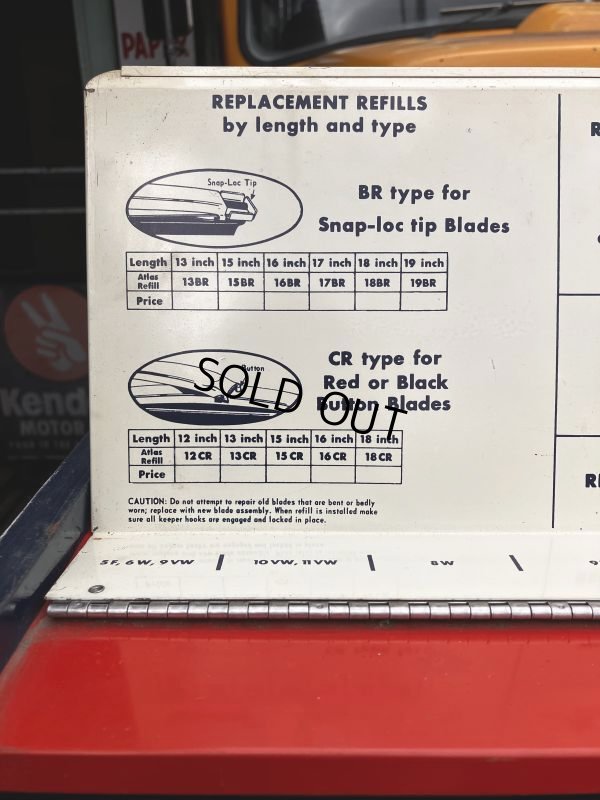 PAP
REPLACEMENT REFILLS
by length and type
Snap-Loc Tip
BR type for
Snap-loc tip Blades
Length 13 inch 15 inch 16 inch 17 inch 18 inch 19 inch
Atlas Refill 13BR 15BR 16BR 17BR 18BR 19BR
Price
Kend
MOTOR
Button
CR type for
Red or Black
Button Blades
SOLD OUT
Length 12 inch 13 inch 15 inch 16 inch 18 inch
Atlas Refill 12CR 13CR 15CR 16CR 18CR
Price
CAUTION: Do not attempt to repair old blades that are bent or badly
worn; replace with new blade assembly. When refill is installed make
sure all keeper hooks are engaged and locked in place.
5F, 6W, 9VW | 10VW, 11VW | 8W | 9